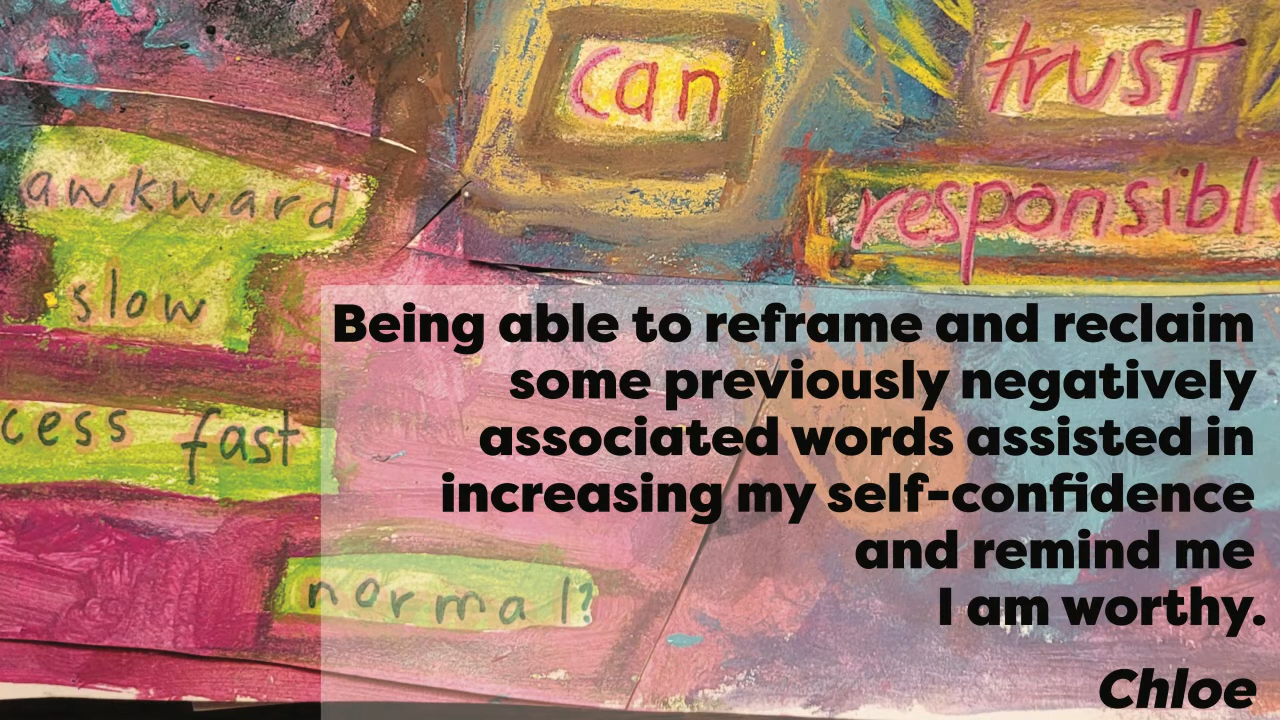 can
trust
responsibl
awkward
slow
cess fast
normal?
Being able to reframe and reclaim
some previously negatively
associated words assisted in
increasing my self-confidence
and remind me
I am worthy.
Chloe